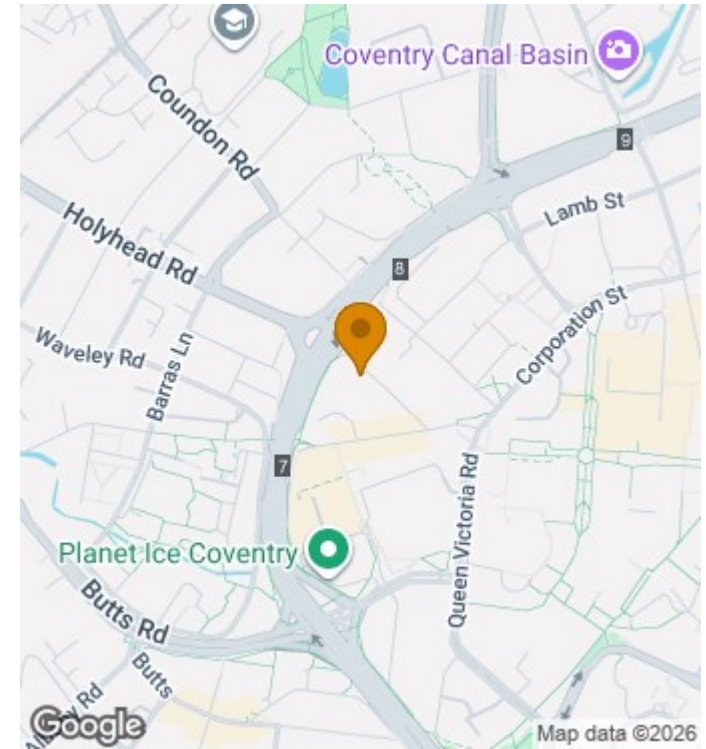 Coventry Canal Basin
Coundon Rd
9
Lamb St
Holyhead Rd
8
Corporation St
Waveley Rd
Barras Ln
7
Queen Victoria Rd
Planet Ice Coventry
Butts Rd
Butts
Rd
Google
Map data ©2026